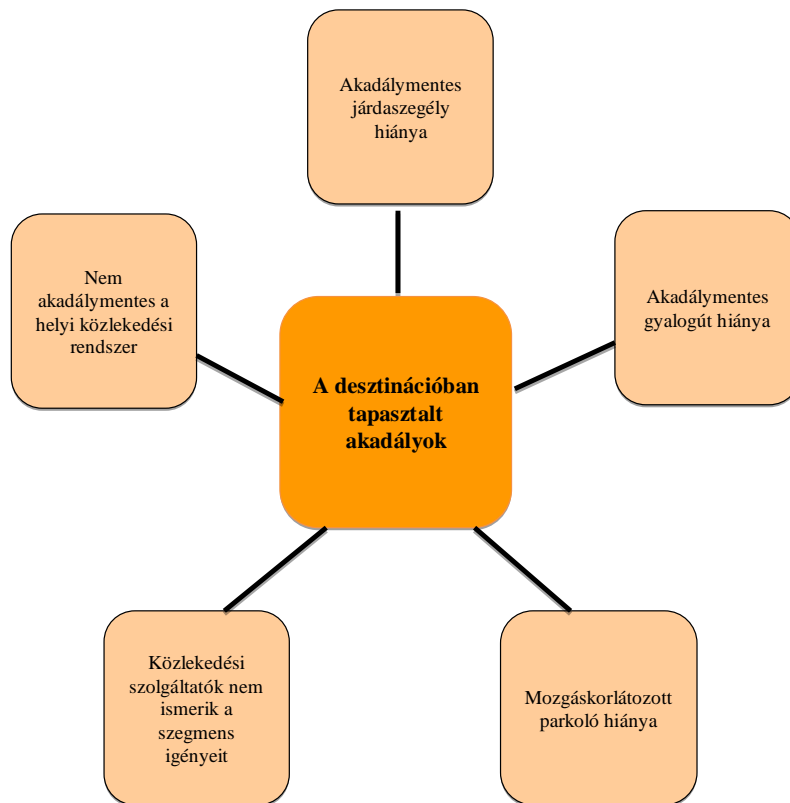 Akadálymentes
járdaszegély
hiánya
Nem
akadálymentes a
helyi közlekedési
rendszer
Akadálymentes
gyalogút hiánya
A desztinációban
tapasztalt
akadályok
Közlekedési
szolgáltatók nem
ismerik a
szegmens
igényeit
Mozgáskorlátozott
parkoló hiánya